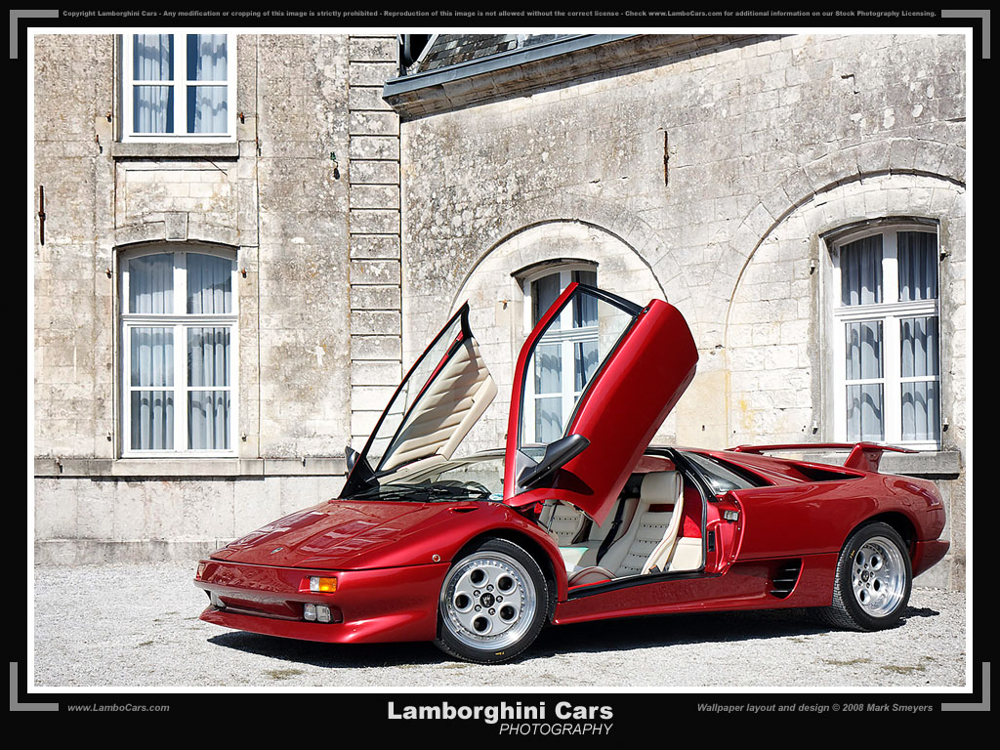 Copyright Lamborghini Cars - Any modification or cropping of this image is strictly prohibited - Reproduction of this image is not allowed without the correct license - Check www.LamboCars.com for additional information on our Stock Photography Licensing.
www.LamboCars.com
Lamborghini Cars
Wallpaper layout and design © 2008 Mark Smeyers
PHOTOGRAPHY